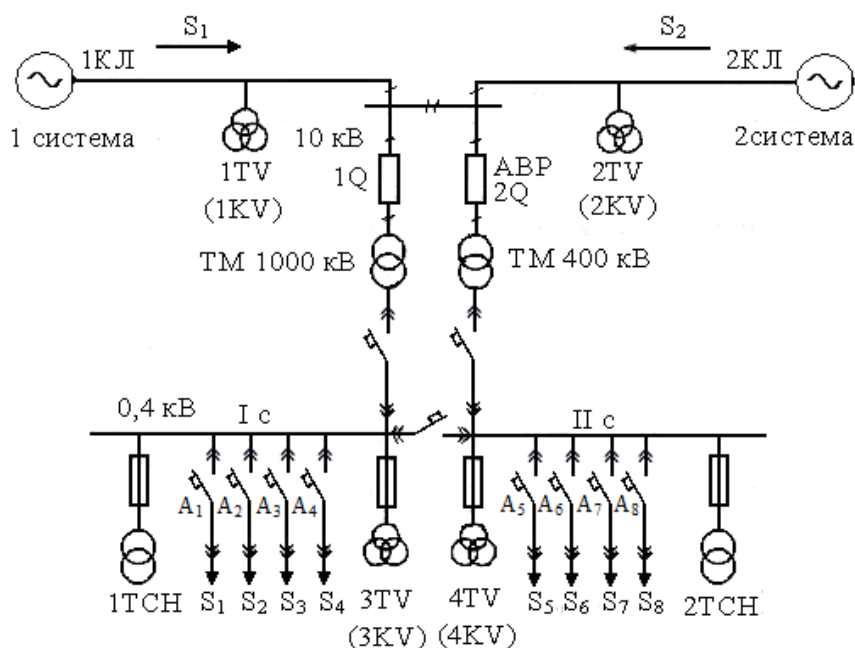 S1 S2
1КЛ 2КЛ
1 система 10 кВ 2система
1TV 1Q АВР 2TV
(1KV) 2Q (2KV)
ТМ 1000 кВ ТМ 400 кВ
0,4 кВ I с II с
A1 A2 A3 A4 A5 A6 A7 A8
1ТСН S1 S2 S3 S4 3TV 4TV S5 S6 S7 S8 2ТСН
(3KV) (4KV)